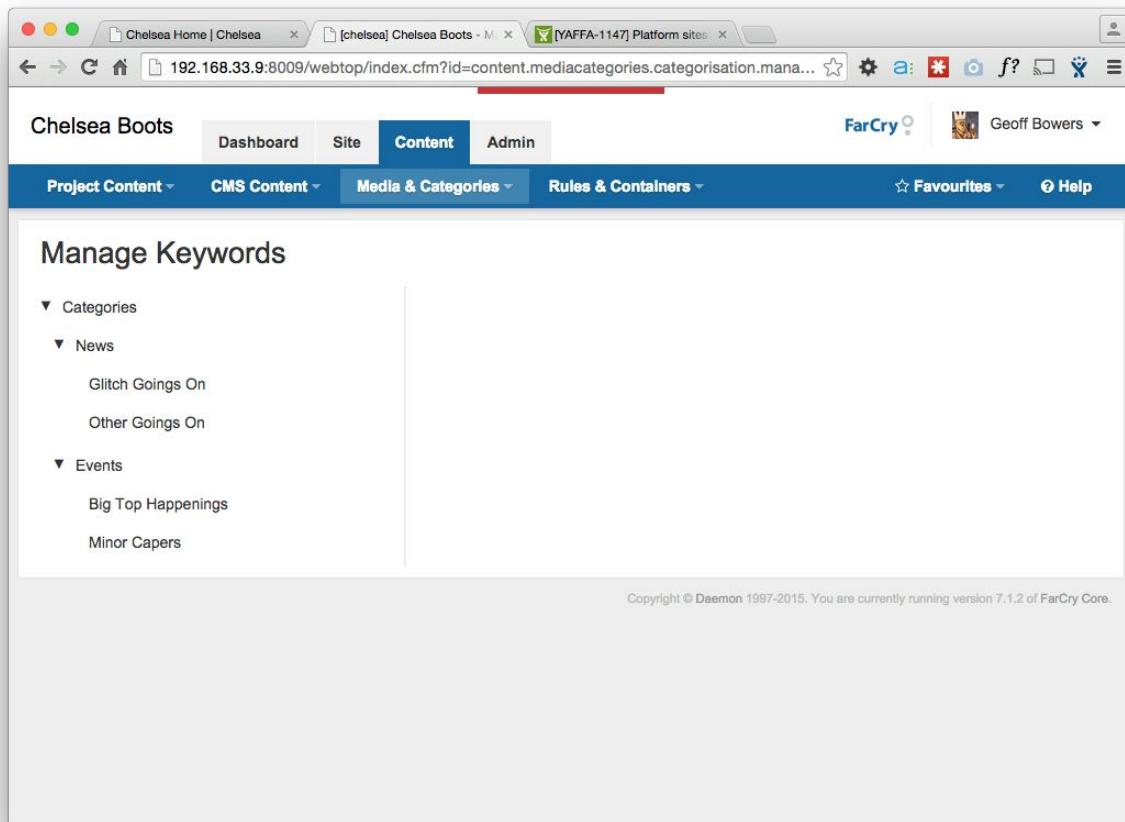 Chelsea Home | Chelsea
[chelsea] Chelsea Boots - M
[YAFFA-1147] Platform sites
192.168.33.9:8009/webtop/index.cfm?id=content.mediacategories.categorisation.mana...
a:
f?
Chelsea Boots
Dashboard
Site
Content
Admin
FarCry
Geoff Bowers
Project Content
CMS Content
Media & Categories
Rules & Containers
Favourites
Help
Manage Keywords
Categories
News
Glitch Goings On
Other Goings On
Events
Big Top Happenings
Minor Capers
Copyright © Daemon 1997-2015. You are currently running version 7.1.2 of FarCry Core.